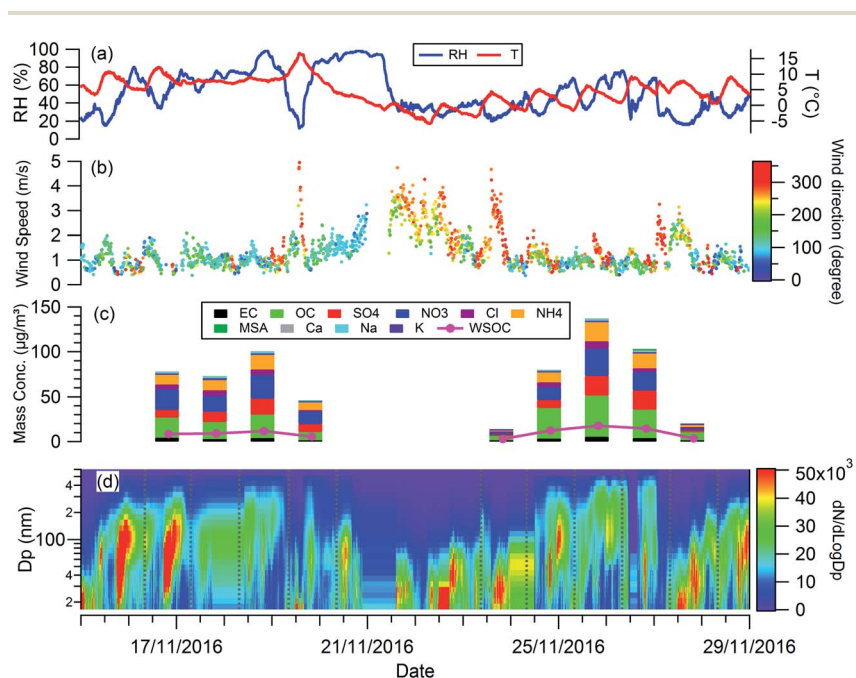 (a)
RH T
100
80
60
40
20
0
RH (%)
15
10
5
0
-5
T (°C)
(b)
5
4
3
2
1
0
Wind Speed (m/s)
300
200
100
0
Wind direction (degree)
(c)
EC OC SO4 NO3 Cl NH4
MSA Ca Na K WSOC
150
100
50
0
Mass Conc. (µg/m³)
(d)
4
2
100
4
2
Dp (nm)
50x10³
40
30
20
10
0
dN/dLogDp
17/11/2016 21/11/2016 25/11/2016 29/11/2016
Date